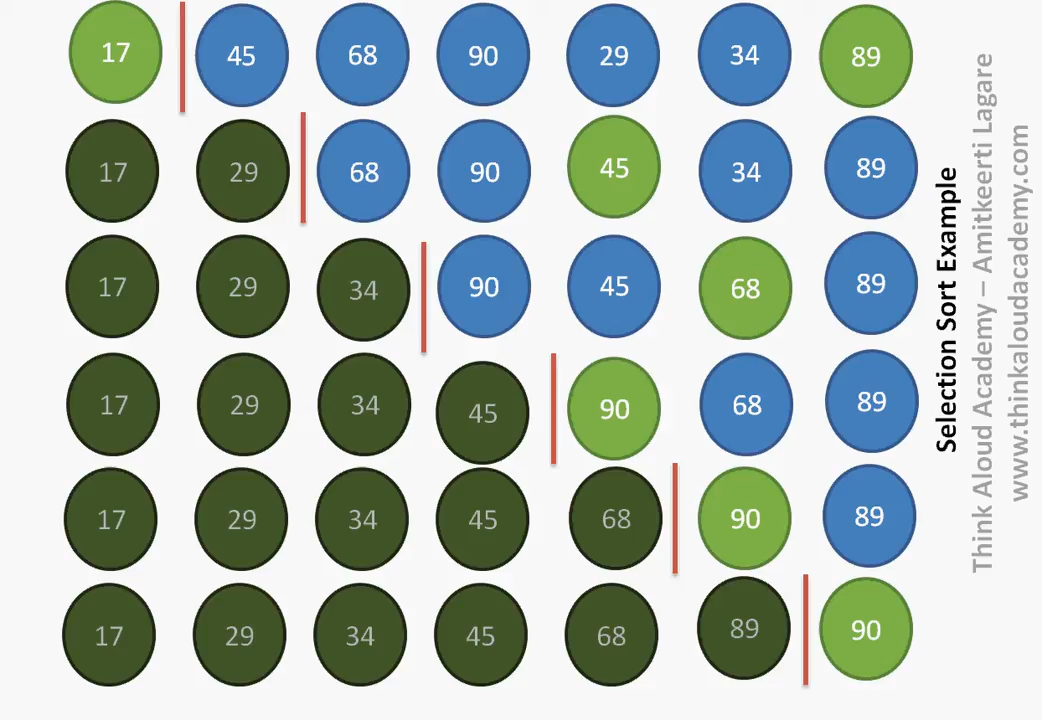 17 45 68 90 29 34 89
17 29 68 90 45 34 89
17 29 34 90 45 68 89
17 29 34 45 90 68 89
17 29 34 45 68 90 89
17 29 34 45 68 89 90
Selection Sort Example
Think Aloud Academy – Amitkeerti Lagare
www.thinkaloudacademy.com